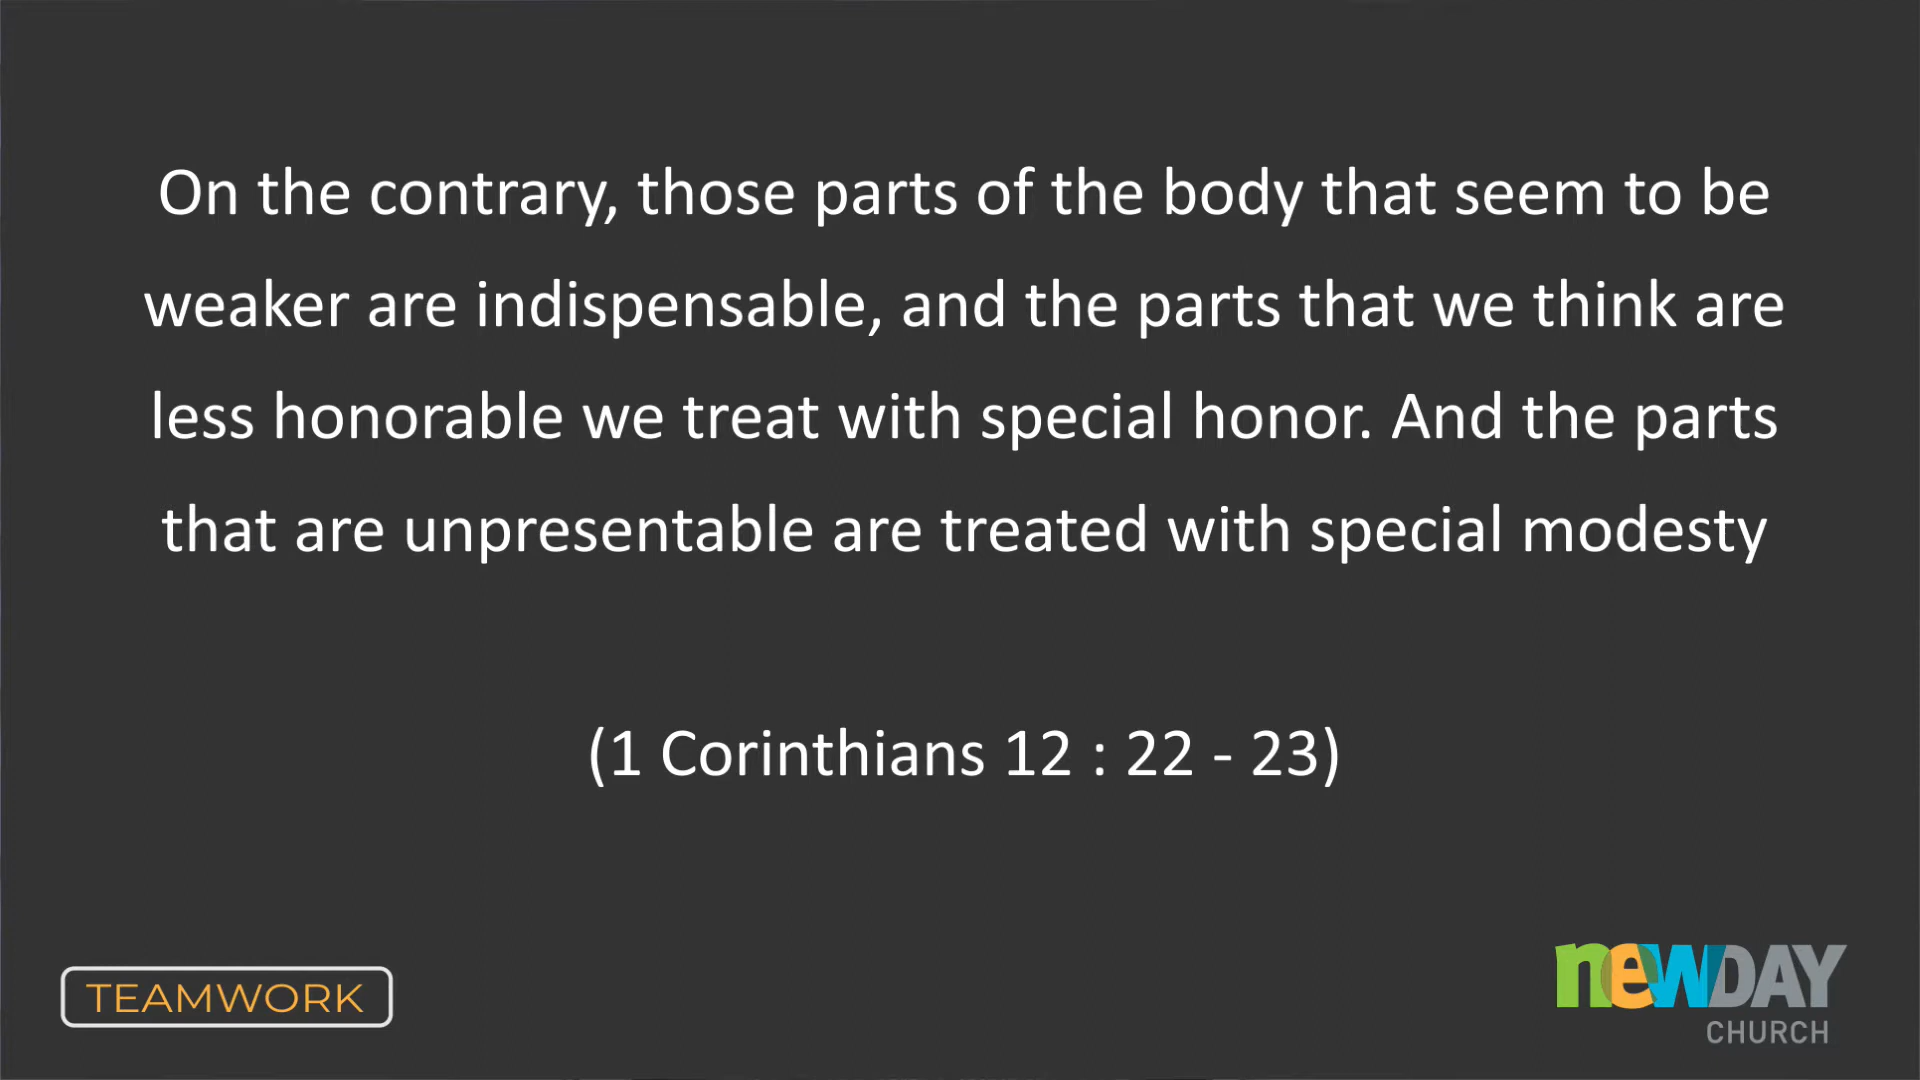 On the contrary, those parts of the body that seem to be
weaker are indispensable, and the parts that we think are
less honorable we treat with special honor. And the parts
that are unpresentable are treated with special modesty
(1 Corinthians 12 : 22 - 23)
TEAMWORK
newDAY
CHURCH